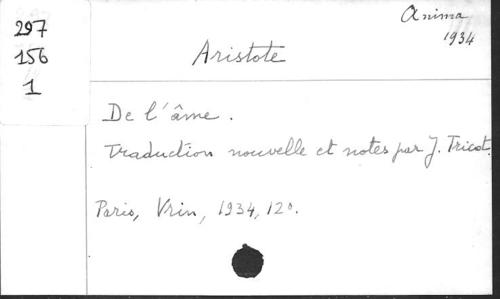 297
156
1
Anima
1934
Aristote
De l'âme.
Traduction nouvelle et notes par J. Tricot.
Paris, Vrin, 1934, 12°.